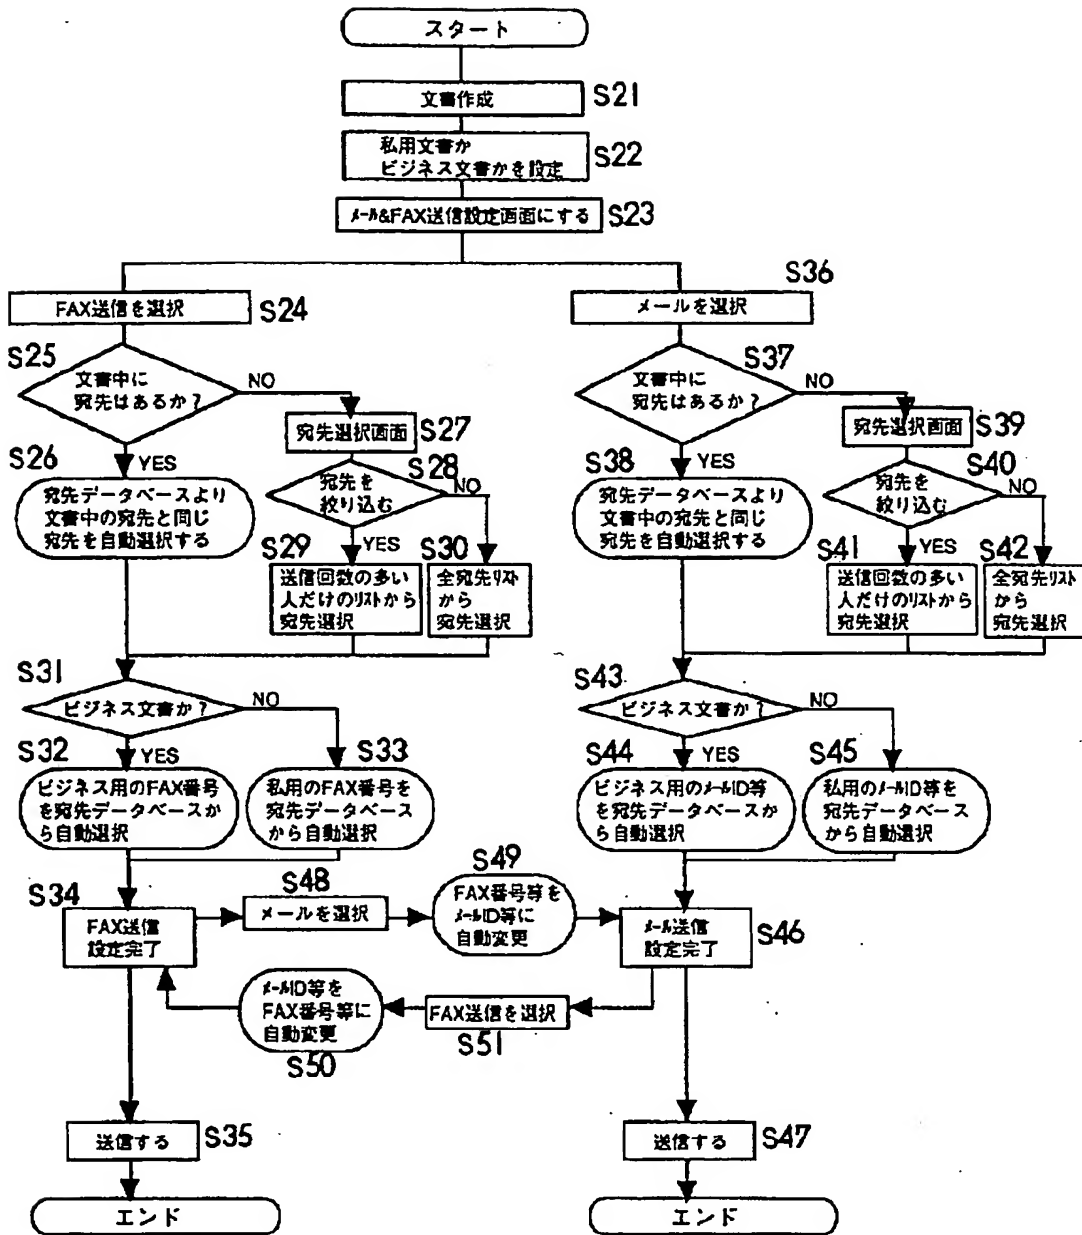 スタート
文書作成
S21
私用文書か
ビジネス文書かを設定
S22
メール&FAX送信設定画面にする
S23
FAX送信を選択
S24
S25
文書中に
宛先はあるか?
NO
宛先選択画面
S27
S26
YES
宛先データベースより
文書中の宛先と同じ
宛先を自動選択する
S28
宛先を
絞り込む
NO
S29
YES
送信回数の多い
人だけのリストから
宛先選択
S30
全宛先リスト
から
宛先選択
S31
ビジネス文書か?
NO
S32
YES
ビジネス用のFAX番号
を宛先データベースか
ら自動選択
S33
私用のFAX番号を
宛先データベース
から自動選択
S34
FAX送信
設定完了
S48
メールを選択
S49
FAX番号等を
メールID等に
自動変更
メールID等を
FAX番号等に
自動変更
S50
FAX送信を選択
S51
送信する
S35
エンド
S36
メールを選択
S37
文書中に
宛先はあるか?
NO
宛先選択画面
S39
S38
YES
宛先データベースより
文書中の宛先と同じ
宛先を自動選択する
S40
宛先を
絞り込む
NO
S41
YES
送信回数の多い
人だけのリストから
宛先選択
S42
全宛先リスト
から
宛先選択
S43
ビジネス文書か?
NO
S44
YES
ビジネス用のメールID等
を宛先データベースか
ら自動選択
S45
私用のメールID等を
宛先データベース
から自動選択
メール送信
設定完了
S46
送信する
S47
エンド